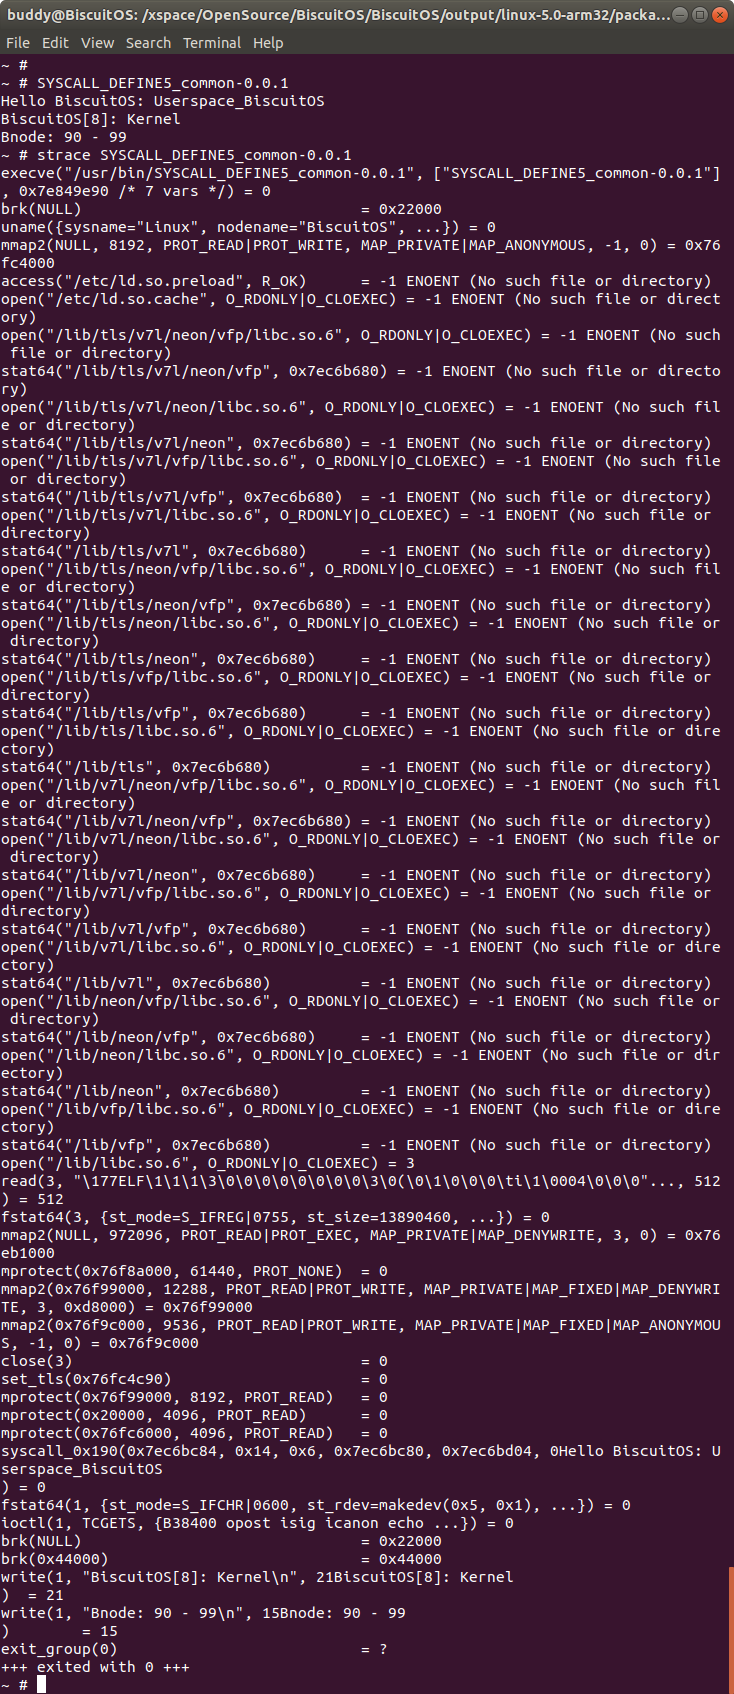 buddy@BiscuitOS: /xspace/OpenSource/BiscuitOS/BiscuitOS/output/linux-5.0-arm32/packa...
File Edit View Search Terminal Help
~ #
~ # SYSCALL_DEFINE5_common-0.0.1
Hello BiscuitOS: Userspace_BiscuitOS
BiscuitOS[8]: Kernel
Bnode: 90 - 99
~ # strace SYSCALL_DEFINE5_common-0.0.1
execve("/usr/bin/SYSCALL_DEFINE5_common-0.0.1", ["SYSCALL_DEFINE5_common-0.0.1"]
, 0x7e849e90 /* 7 vars */) = 0
brk(NULL)                               = 0x22000
uname({sysname="Linux", nodename="BiscuitOS", ...}) = 0
mmap2(NULL, 8192, PROT_READ|PROT_WRITE, MAP_PRIVATE|MAP_ANONYMOUS, -1, 0) = 0x76
fc4000
access("/etc/ld.so.preload", R_OK)      = -1 ENOENT (No such file or directory)
open("/etc/ld.so.cache", O_RDONLY|O_CLOEXEC) = -1 ENOENT (No such file or direct
ory)
open("/lib/tls/v7l/neon/vfp/libc.so.6", O_RDONLY|O_CLOEXEC) = -1 ENOENT (No such
 file or directory)
stat64("/lib/tls/v7l/neon/vfp", 0x7ec6b680) = -1 ENOENT (No such file or directo
ry)
open("/lib/tls/v7l/neon/libc.so.6", O_RDONLY|O_CLOEXEC) = -1 ENOENT (No such fil
e or directory)
stat64("/lib/tls/v7l/neon", 0x7ec6b680) = -1 ENOENT (No such file or directory)
open("/lib/tls/v7l/vfp/libc.so.6", O_RDONLY|O_CLOEXEC) = -1 ENOENT (No such file
 or directory)
stat64("/lib/tls/v7l/vfp", 0x7ec6b680)  = -1 ENOENT (No such file or directory)
open("/lib/tls/v7l/libc.so.6", O_RDONLY|O_CLOEXEC) = -1 ENOENT (No such file or
directory)
stat64("/lib/tls/v7l", 0x7ec6b680)      = -1 ENOENT (No such file or directory)
open("/lib/tls/neon/vfp/libc.so.6", O_RDONLY|O_CLOEXEC) = -1 ENOENT (No such fil
e or directory)
stat64("/lib/tls/neon/vfp", 0x7ec6b680) = -1 ENOENT (No such file or directory)
open("/lib/tls/neon/libc.so.6", O_RDONLY|O_CLOEXEC) = -1 ENOENT (No such file or
 directory)
stat64("/lib/tls/neon", 0x7ec6b680)     = -1 ENOENT (No such file or directory)
open("/lib/tls/vfp/libc.so.6", O_RDONLY|O_CLOEXEC) = -1 ENOENT (No such file or
directory)
stat64("/lib/tls/vfp", 0x7ec6b680)      = -1 ENOENT (No such file or directory)
open("/lib/tls/libc.so.6", O_RDONLY|O_CLOEXEC) = -1 ENOENT (No such file or dire
ctory)
stat64("/lib/tls", 0x7ec6b680)          = -1 ENOENT (No such file or directory)
open("/lib/v7l/neon/vfp/libc.so.6", O_RDONLY|O_CLOEXEC) = -1 ENOENT (No such fil
e or directory)
stat64("/lib/v7l/neon/vfp", 0x7ec6b680) = -1 ENOENT (No such file or directory)
open("/lib/v7l/neon/libc.so.6", O_RDONLY|O_CLOEXEC) = -1 ENOENT (No such file or
 directory)
stat64("/lib/v7l/neon", 0x7ec6b680)     = -1 ENOENT (No such file or directory)
open("/lib/v7l/vfp/libc.so.6", O_RDONLY|O_CLOEXEC) = -1 ENOENT (No such file or
directory)
stat64("/lib/v7l/vfp", 0x7ec6b680)      = -1 ENOENT (No such file or directory)
open("/lib/v7l/libc.so.6", O_RDONLY|O_CLOEXEC) = -1 ENOENT (No such file or dire
ctory)
stat64("/lib/v7l", 0x7ec6b680)          = -1 ENOENT (No such file or directory)
open("/lib/neon/vfp/libc.so.6", O_RDONLY|O_CLOEXEC) = -1 ENOENT (No such file or
 directory)
stat64("/lib/neon/vfp", 0x7ec6b680)     = -1 ENOENT (No such file or directory)
open("/lib/neon/libc.so.6", O_RDONLY|O_CLOEXEC) = -1 ENOENT (No such file or dir
ectory)
stat64("/lib/neon", 0x7ec6b680)         = -1 ENOENT (No such file or directory)
open("/lib/vfp/libc.so.6", O_RDONLY|O_CLOEXEC) = -1 ENOENT (No such file or dire
ctory)
stat64("/lib/vfp", 0x7ec6b680)          = -1 ENOENT (No such file or directory)
open("/lib/libc.so.6", O_RDONLY|O_CLOEXEC) = 3
read(3, "\177ELF\1\1\1\3\0\0\0\0\0\0\0\0\3\0(\0\1\0\0\0\ti\1\0004\0\0\0"..., 512
) = 512
fstat64(3, {st_mode=S_IFREG|0755, st_size=13890460, ...}) = 0
mmap2(NULL, 972096, PROT_READ|PROT_EXEC, MAP_PRIVATE|MAP_DENYWRITE, 3, 0) = 0x76
eb1000
mprotect(0x76f8a000, 61440, PROT_NONE)  = 0
mmap2(0x76f99000, 12288, PROT_READ|PROT_WRITE, MAP_PRIVATE|MAP_FIXED|MAP_DENYWRI
TE, 3, 0xd8000) = 0x76f99000
mmap2(0x76f9c000, 9536, PROT_READ|PROT_WRITE, MAP_PRIVATE|MAP_FIXED|MAP_ANONYMOU
S, -1, 0) = 0x76f9c000
close(3)                                = 0
set_tls(0x76fc4c90)                     = 0
mprotect(0x76f99000, 8192, PROT_READ)   = 0
mprotect(0x20000, 4096, PROT_READ)      = 0
mprotect(0x76fc6000, 4096, PROT_READ)   = 0
syscall_0x190(0x7ec6bc84, 0x14, 0x6, 0x7ec6bc80, 0x7ec6bd04, 0Hello BiscuitOS: U
serspace_BiscuitOS
) = 0
fstat64(1, {st_mode=S_IFCHR|0600, st_rdev=makedev(0x5, 0x1), ...}) = 0
ioctl(1, TCGETS, {B38400 opost isig icanon echo ...}) = 0
brk(NULL)                               = 0x22000
brk(0x44000)                            = 0x44000
write(1, "BiscuitOS[8]: Kernel\n", 21BiscuitOS[8]: Kernel
)  = 21
write(1, "Bnode: 90 - 99\n", 15Bnode: 90 - 99
)        = 15
exit_group(0)                           = ?
+++ exited with 0 +++
~ #